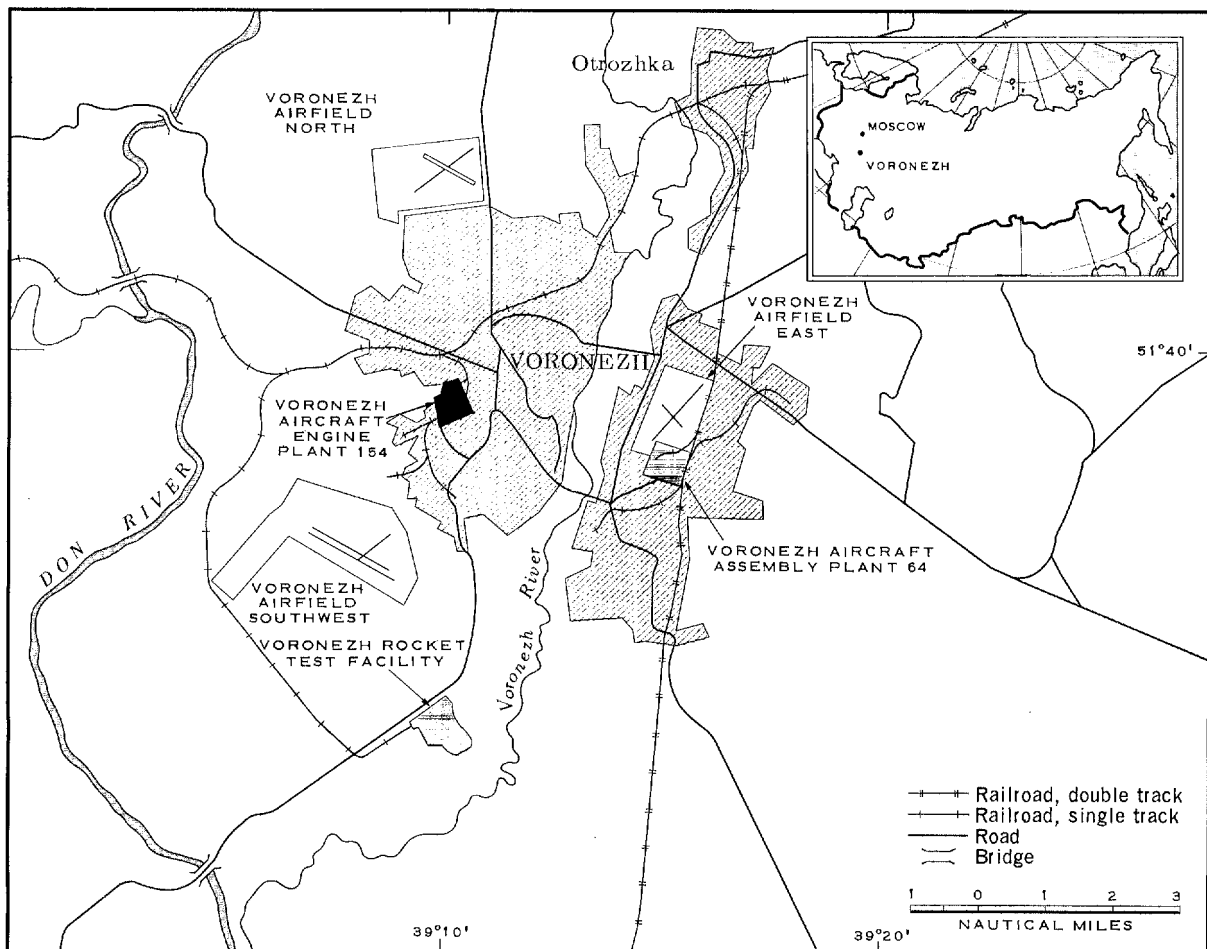 Otrozhka
VORONEZH
AIRFIELD
NORTH
MOSCOW
VORONEZH
VORONEZH
AIRFIELD
EAST
51°40'
VORONEZH
VORONEZH
AIRCRAFT
ENGINE
PLANT 154
DON RIVER
VORONEZH AIRCRAFT
ASSEMBLY PLANT 64
VORONEZH
AIRFIELD
SOUTHWEST
VORONEZH ROCKET
TEST FACILITY
Voronezh River
Railroad, double track
Railroad, single track
Road
Bridge
1 0 1 2 3
NAUTICAL MILES
39°10'
39°20'